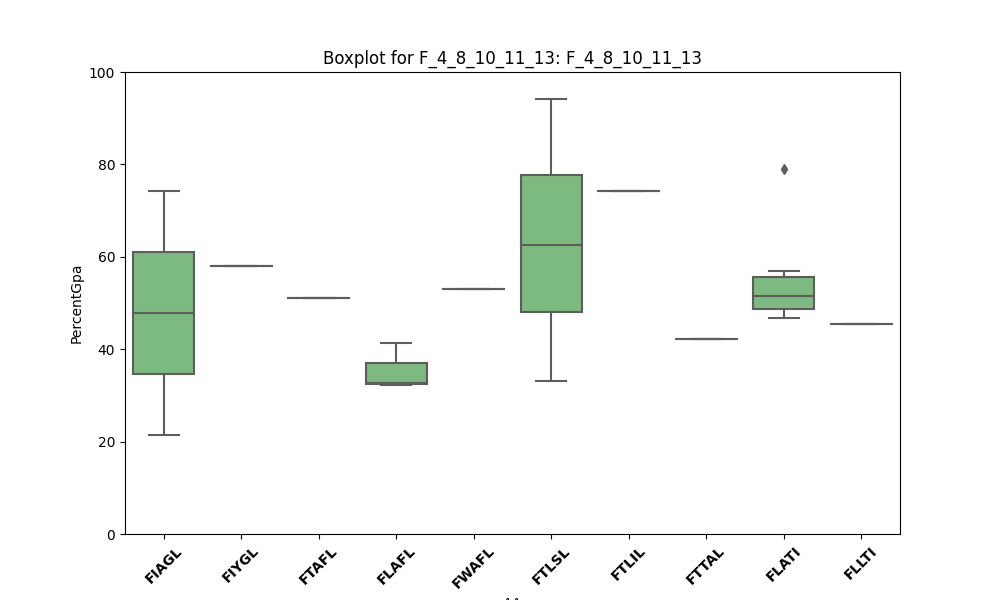 Boxplot for F_4_8_10_11_13: F_4_8_10_11_13
100
80
60
40
20
0
PercentGpa
FIAGL
FIYGL
FTAFL
FLAFL
FWAFL
FTLSL
FTLIL
FTTAL
FLATI
FLLTI